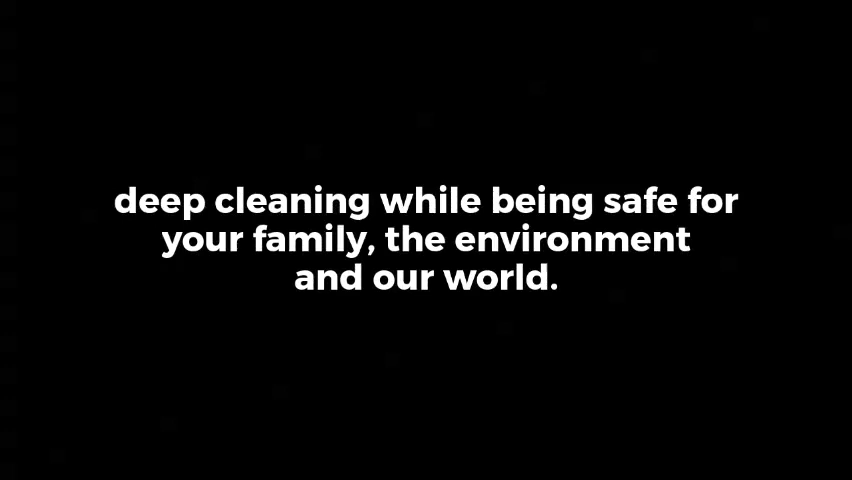 deep cleaning while being safe for
your family, the environment
and our world.